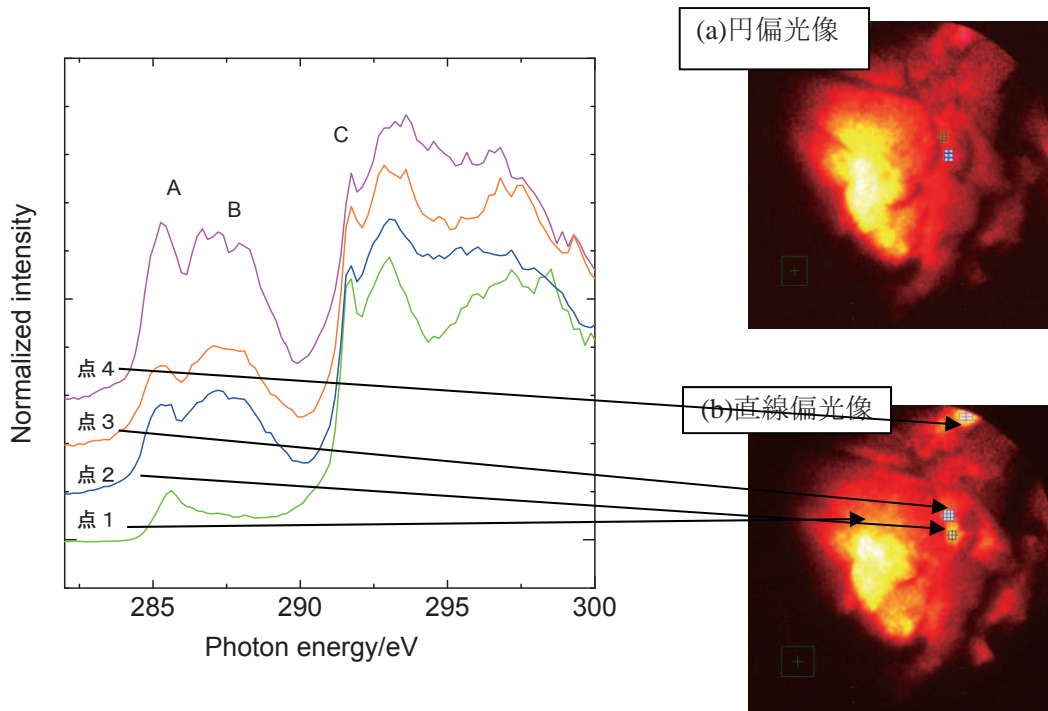 (a)円偏光像
A
B
C
点 4
点 3
点 2
点 1
Normalized intensity
285
290
295
300
Photon energy/eV
(b)直線偏光像